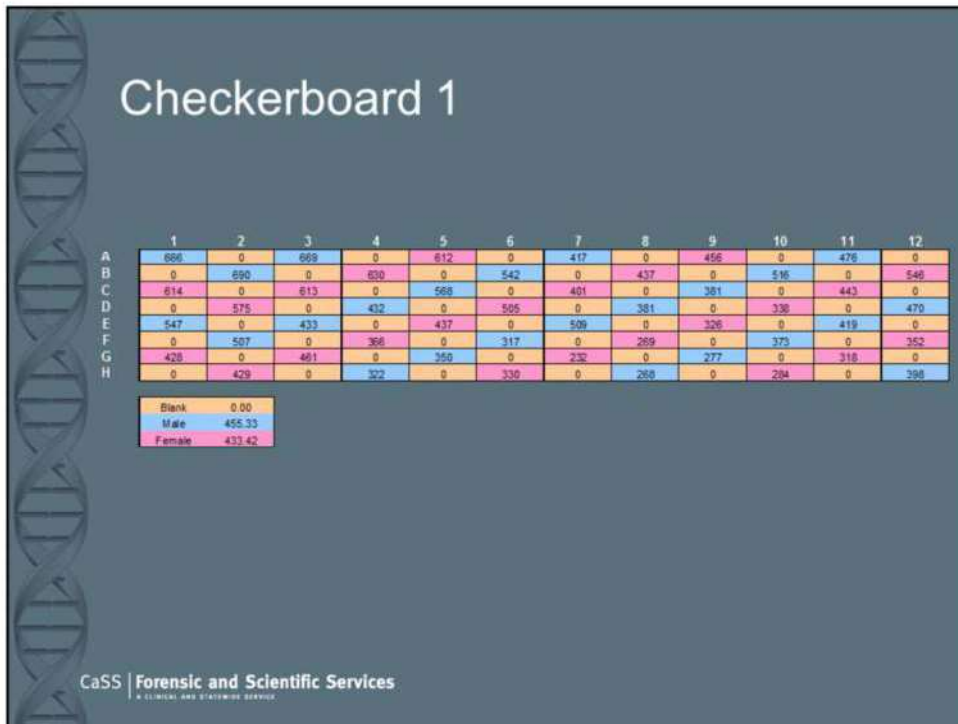 Checkerboard 1
1 2 3 4 5 6 7 8 9 10 11 12
A 666 0 669 0 612 0 417 0 456 0 476 0
B 0 690 0 630 0 542 0 437 0 516 0 546
C 614 0 613 0 568 0 401 0 381 0 443 0
D 0 575 0 432 0 505 0 381 0 338 0 470
E 547 0 433 0 437 0 509 0 326 0 419 0
F 0 507 0 366 0 317 0 269 0 373 0 352
G 428 0 461 0 350 0 232 0 277 0 318 0
H 0 429 0 322 0 330 0 268 0 284 0 398
Blank 0.00
Male 455.33
Female 433.42
CaSS | Forensic and Scientific Services
A CLINICAL AND STATEWIDE SERVICE